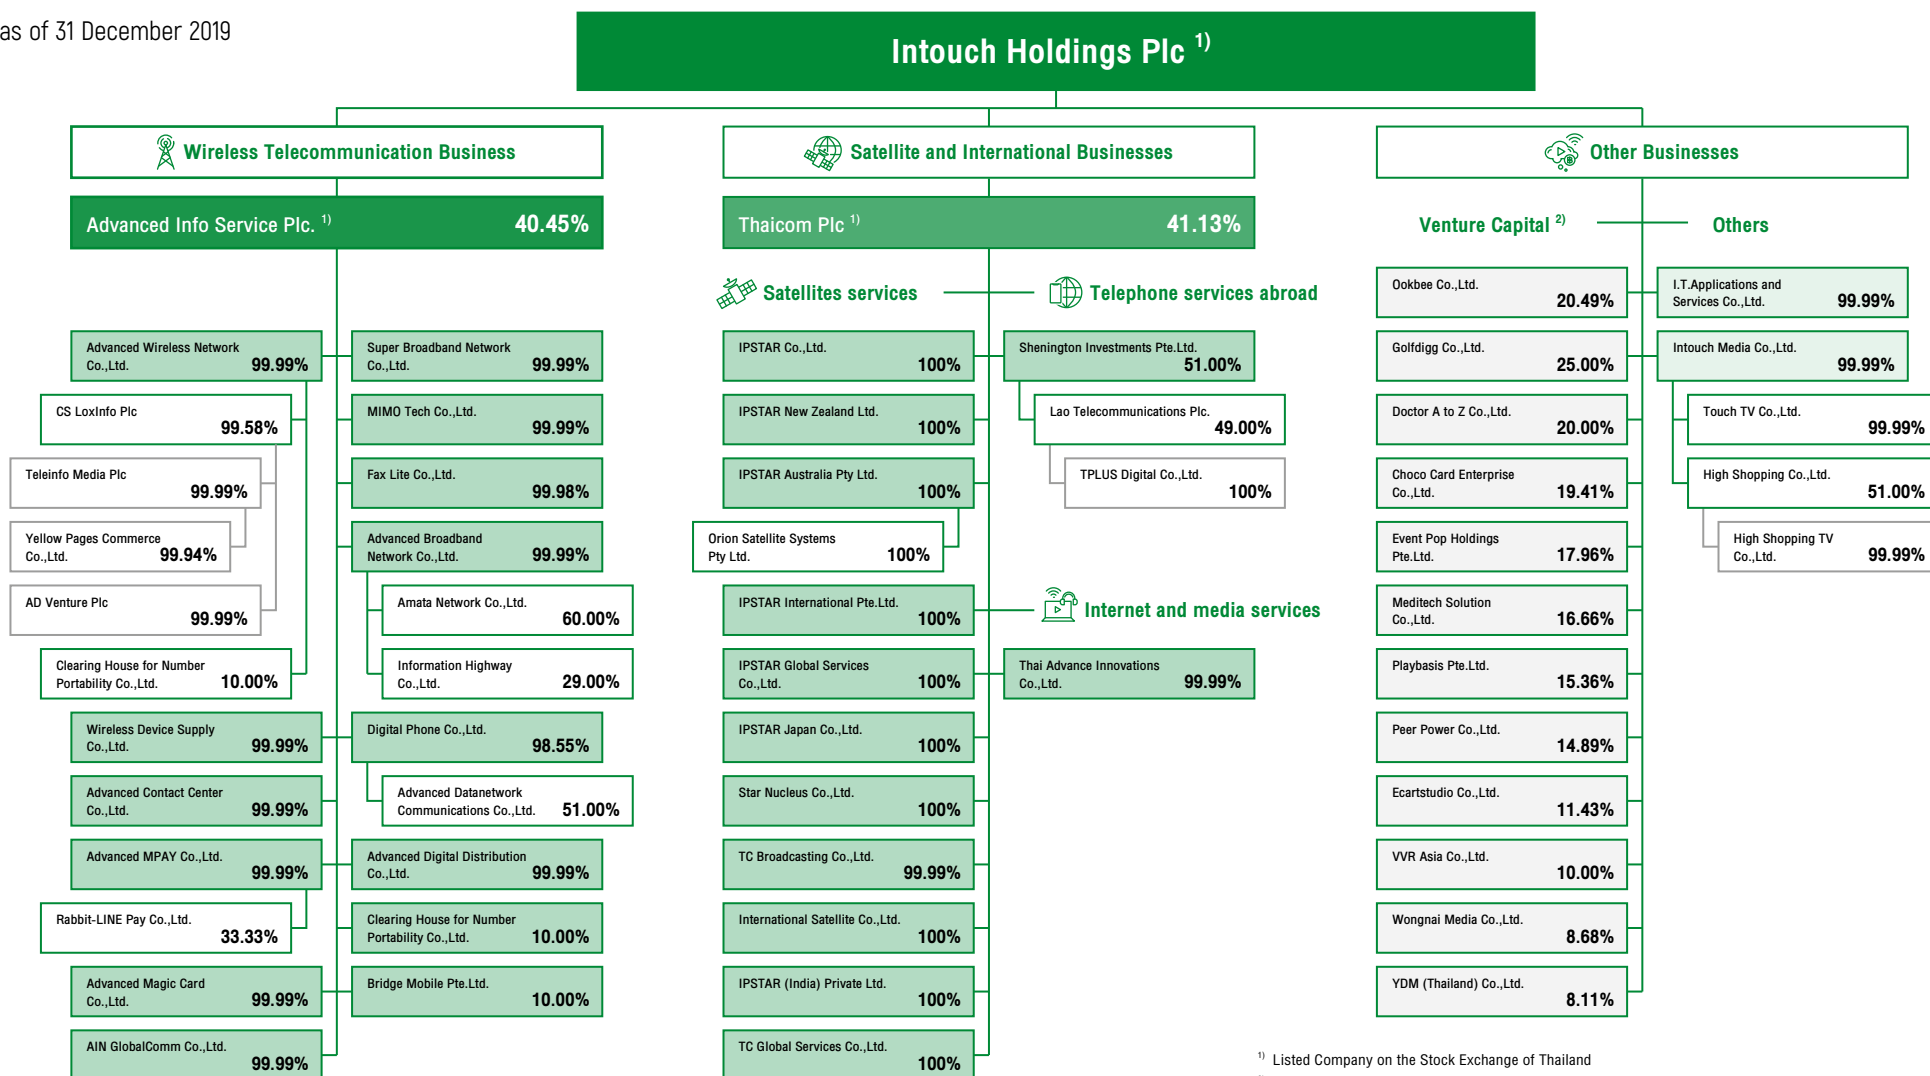 as of 31 December 2019
Intouch Holdings Plc 1)
Wireless Telecommunication Business
Advanced Info Service Plc. 1) 40.45%
Advanced Wireless Network
Co.,Ltd. 99.99%
CS LoxInfo Plc
99.58%
Teleinfo Media Plc
99.99%
Yellow Pages Commerce
Co.,Ltd. 99.94%
AD Venture Plc
99.99%
Clearing House for Number
Portability Co.,Ltd. 10.00%
Wireless Device Supply
Co.,Ltd. 99.99%
Advanced Contact Center
Co.,Ltd. 99.99%
Advanced MPAY Co.,Ltd.
99.99%
Rabbit-LINE Pay Co.,Ltd.
33.33%
Advanced Magic Card
Co.,Ltd. 99.99%
AIN GlobalComm Co.,Ltd.
99.99%
Super Broadband Network
Co.,Ltd. 99.99%
MIMO Tech Co.,Ltd.
99.99%
Fax Lite Co.,Ltd.
99.98%
Advanced Broadband
Network Co.,Ltd. 99.99%
Amata Network Co.,Ltd.
60.00%
Information Highway
Co.,Ltd. 29.00%
Digital Phone Co.,Ltd.
98.55%
Advanced Datanetwork
Communications Co.,Ltd. 51.00%
Advanced Digital Distribution
Co.,Ltd. 99.99%
Clearing House for Number
Portability Co.,Ltd. 10.00%
Bridge Mobile Pte.Ltd.
10.00%
Satellite and International Businesses
Thaicom Plc 1) 41.13%
Satellites services
IPSTAR Co.,Ltd.
100%
IPSTAR New Zealand Ltd.
100%
IPSTAR Australia Pty Ltd.
100%
Orion Satellite Systems
Pty Ltd. 100%
IPSTAR International Pte.Ltd.
100%
IPSTAR Global Services
Co.,Ltd. 100%
IPSTAR Japan Co.,Ltd.
100%
Star Nucleus Co.,Ltd.
100%
TC Broadcasting Co.,Ltd.
99.99%
International Satellite Co.,Ltd.
100%
IPSTAR (India) Private Ltd.
100%
TC Global Services Co.,Ltd.
100%
Telephone services abroad
Shenington Investments Pte.Ltd.
51.00%
Lao Telecommunications Plc.
49.00%
TPLUS Digital Co.,Ltd.
100%
Internet and media services
Thai Advance Innovations
Co.,Ltd. 99.99%
Other Businesses
Venture Capital 2)
Ookbee Co.,Ltd.
20.49%
Golfdigg Co.,Ltd.
25.00%
Doctor A to Z Co.,Ltd.
20.00%
Choco Card Enterprise
Co.,Ltd. 19.41%
Event Pop Holdings
Pte.Ltd. 17.96%
Meditech Solution
Co.,Ltd. 16.66%
Playbasis Pte.Ltd.
15.36%
Peer Power Co.,Ltd.
14.89%
Ecartstudio Co.,Ltd.
11.43%
VVR Asia Co.,Ltd.
10.00%
Wongnai Media Co.,Ltd.
8.68%
YDM (Thailand) Co.,Ltd.
8.11%
Others
I.T.Applications and
Services Co.,Ltd. 99.99%
Intouch Media Co.,Ltd.
99.99%
Touch TV Co.,Ltd.
99.99%
High Shopping Co.,Ltd.
51.00%
High Shopping TV
Co.,Ltd. 99.99%
1) Listed Company on the Stock Exchange of Thailand